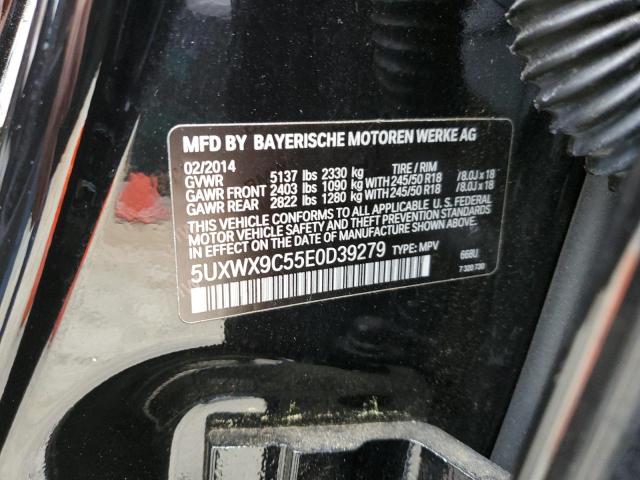 MFD BY BAYERISCHE MOTOREN WERKE AG
02/2014 TIRE / RIM
GVWR 5137 lbs 2330 kg
GAWR FRONT 2403 lbs 1090 kg WITH 245/50 R18 /8.0J x 18
GAWR REAR 2822 lbs 1280 kg WITH 245/50 R18 /8.0J x 18
THIS VEHICLE CONFORMS TO ALL APPLICABLE U.S. FEDERAL
MOTOR VEHICLE SAFETY AND THEFT PREVENTION STANDARDS
IN EFFECT ON THE DATE OF MANUFACTURE SHOWN ABOVE.
5UXWX9C55E0D39279 TYPE: MPV 668U
7 320 730